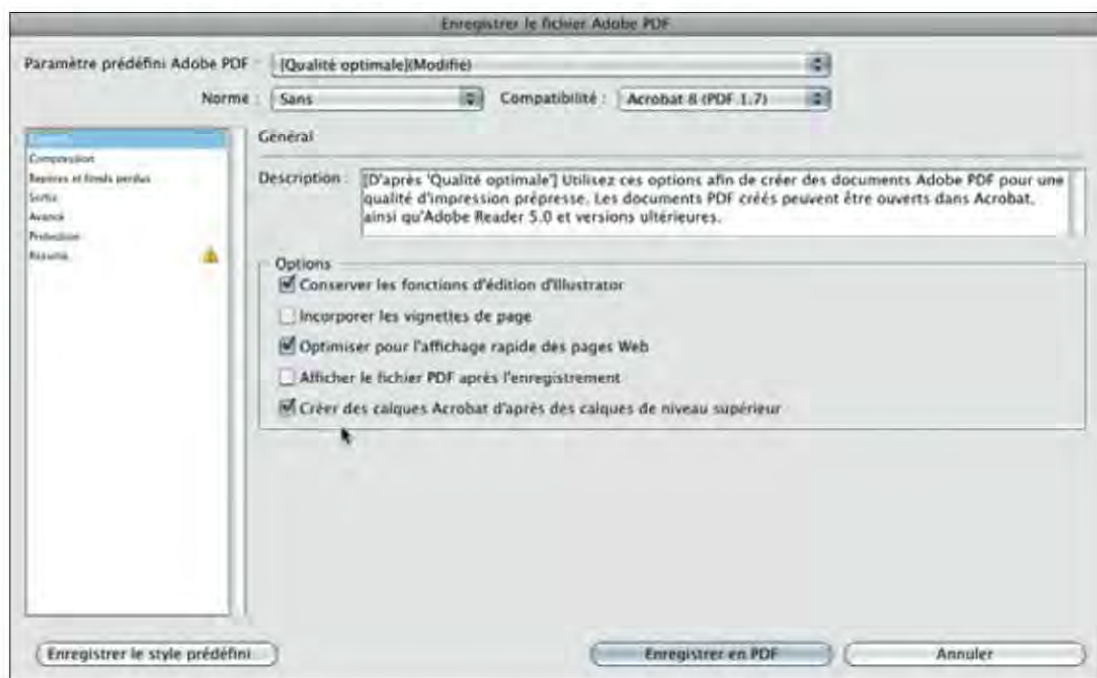 Enregistrer le fichier Adobe PDF
Paramètre prédéfini Adobe PDF : [Qualité optimale](Modifié)
Norme : Sans Compatibilité : Acrobat 8 (PDF 1.7)
Général
Compression
Repères et fonds perdus
Sortie
Avancé
Protection
Résumé
Description : [D'après 'Qualité optimale'] Utilisez ces options afin de créer des documents Adobe PDF pour une
qualité d'impression prépresse. Les documents PDF créés peuvent être ouverts dans Acrobat,
ainsi qu'Adobe Reader 5.0 et versions ultérieures.
Options
Conserver les fonctions d'édition d'Illustrator
Incorporer les vignettes de page
Optimiser pour l'affichage rapide des pages Web
Afficher le fichier PDF après l'enregistrement
Créer des calques Acrobat d'après des calques de niveau supérieur
Enregistrer le style prédéfini... Enregistrer en PDF Annuler